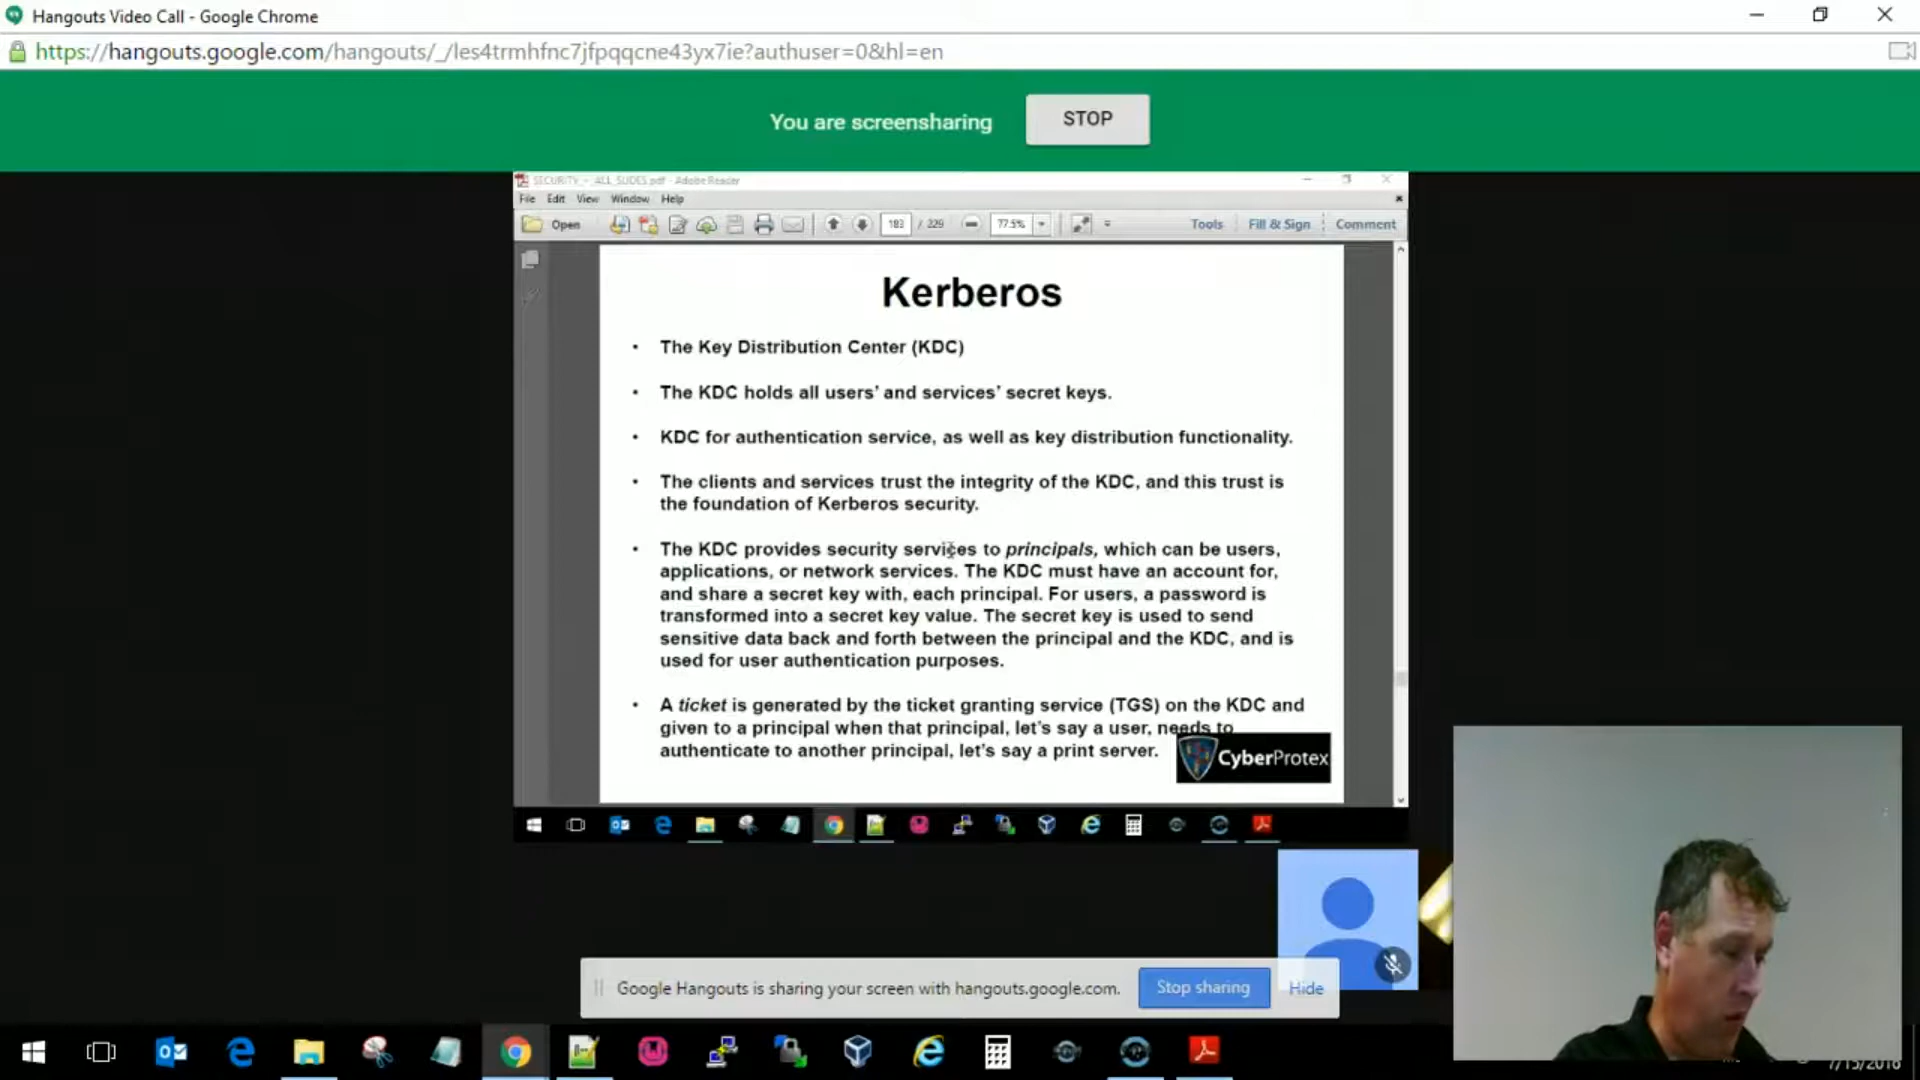 Hangouts Video Call - Google Chrome
https://hangouts.google.com/hangouts/_/les4trmhfnc7jfpqqcne43yx7ie?authuser=0&hl=en
You are screensharing STOP
SECURITY_-_ALL_SLIDES.pdf - Adobe Reader
File Edit View Window Help
Open 183 / 229 77.5% Tools Fill & Sign Comment
Kerberos
• The Key Distribution Center (KDC)
• The KDC holds all users’ and services’ secret keys.
• KDC for authentication service, as well as key distribution functionality.
• The clients and services trust the integrity of the KDC, and this trust is
the foundation of Kerberos security.
• The KDC provides security services to principals, which can be users,
applications, or network services. The KDC must have an account for,
and share a secret key with, each principal. For users, a password is
transformed into a secret key value. The secret key is used to send
sensitive data back and forth between the principal and the KDC, and is
used for user authentication purposes.
• A ticket is generated by the ticket granting service (TGS) on the KDC and
given to a principal when that principal, let’s say a user, needs to
authenticate to another principal, let’s say a print server.
CyberProtex
Google Hangouts is sharing your screen with hangouts.google.com. Stop sharing Hide